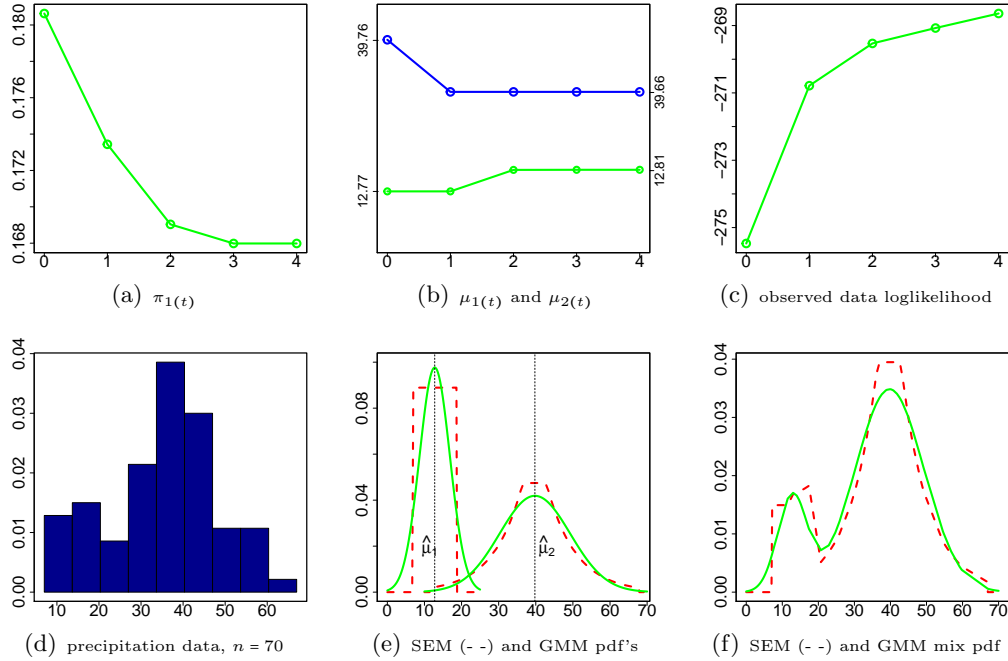 0.180
0.176
0.172
0.168
0 1 2 3 4
(a) π1(t)
39.76
12.77
39.66
12.81
0 1 2 3 4
(b) μ1(t) and μ2(t)
−269
−271
−273
−275
0 1 2 3 4
(c) observed data loglikelihood
0.04
0.03
0.02
0.01
0.00
10 20 30 40 50 60
(d) precipitation data, n = 70
0.08
0.04
0.00
μ̂1
μ̂2
0 10 20 30 40 50 60 70
(e) SEM (- -) and GMM pdf's
0.04
0.03
0.02
0.01
0.00
0 10 20 30 40 50 60 70
(f) SEM (- -) and GMM mix pdf